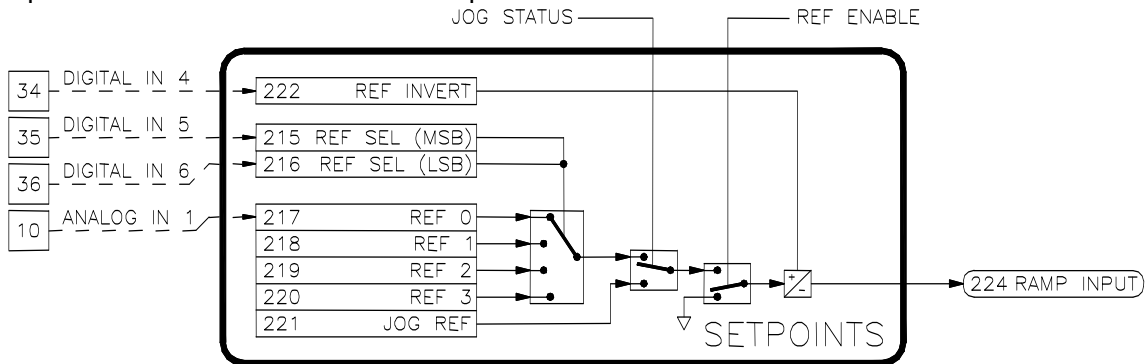 JOG STATUS
REF ENABLE
34 DIGITAL IN 4
222 REF INVERT
35 DIGITAL IN 5
215 REF SEL (MSB)
36 DIGITAL IN 6
216 REF SEL (LSB)
10 ANALOG IN 1
217 REF 0
218 REF 1
219 REF 2
220 REF 3
221 JOG REF
+
-
224 RAMP INPUT
SETPOINTS